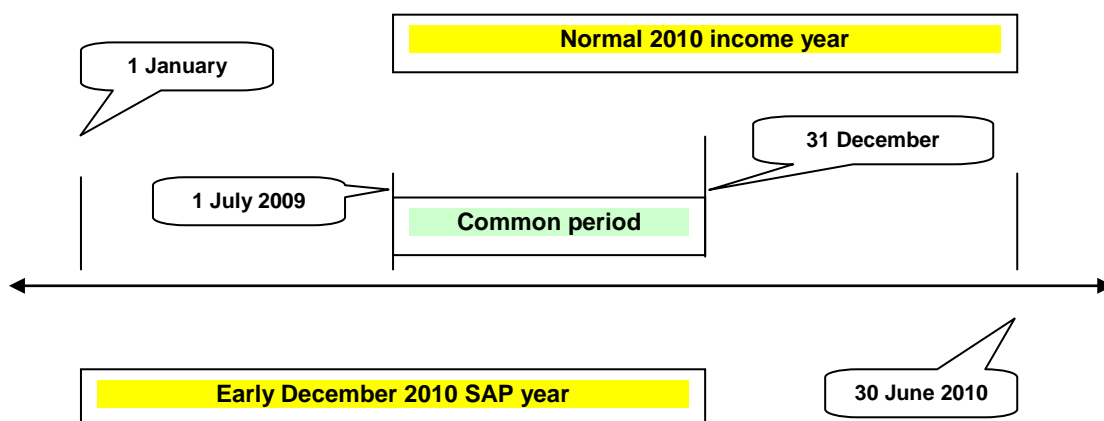 Normal 2010 income year
1 January
31 December
1 July 2009
Common period
Early December 2010 SAP year
30 June 2010